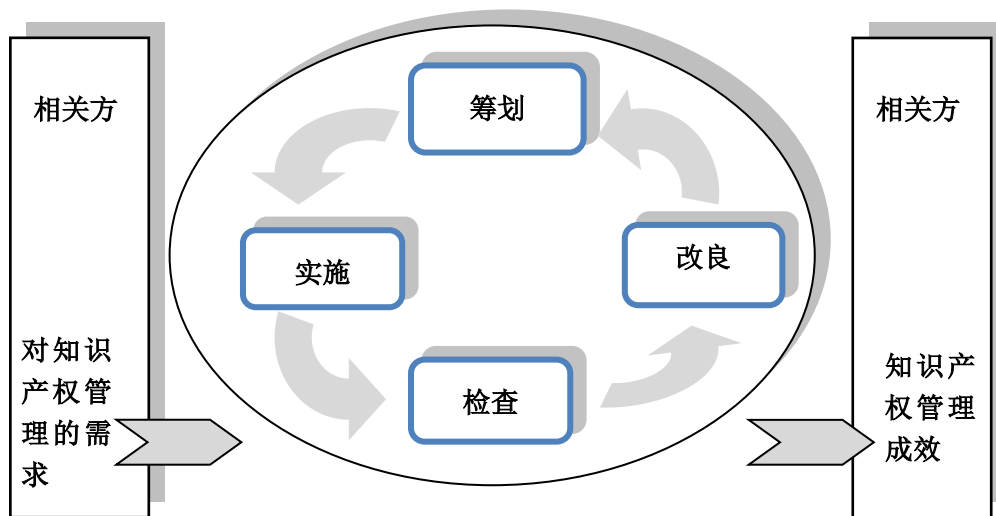 相关方
对知识
产权管
理的需
求
筹划
实施
改良
检查
相关方
知识产
权管理
成效